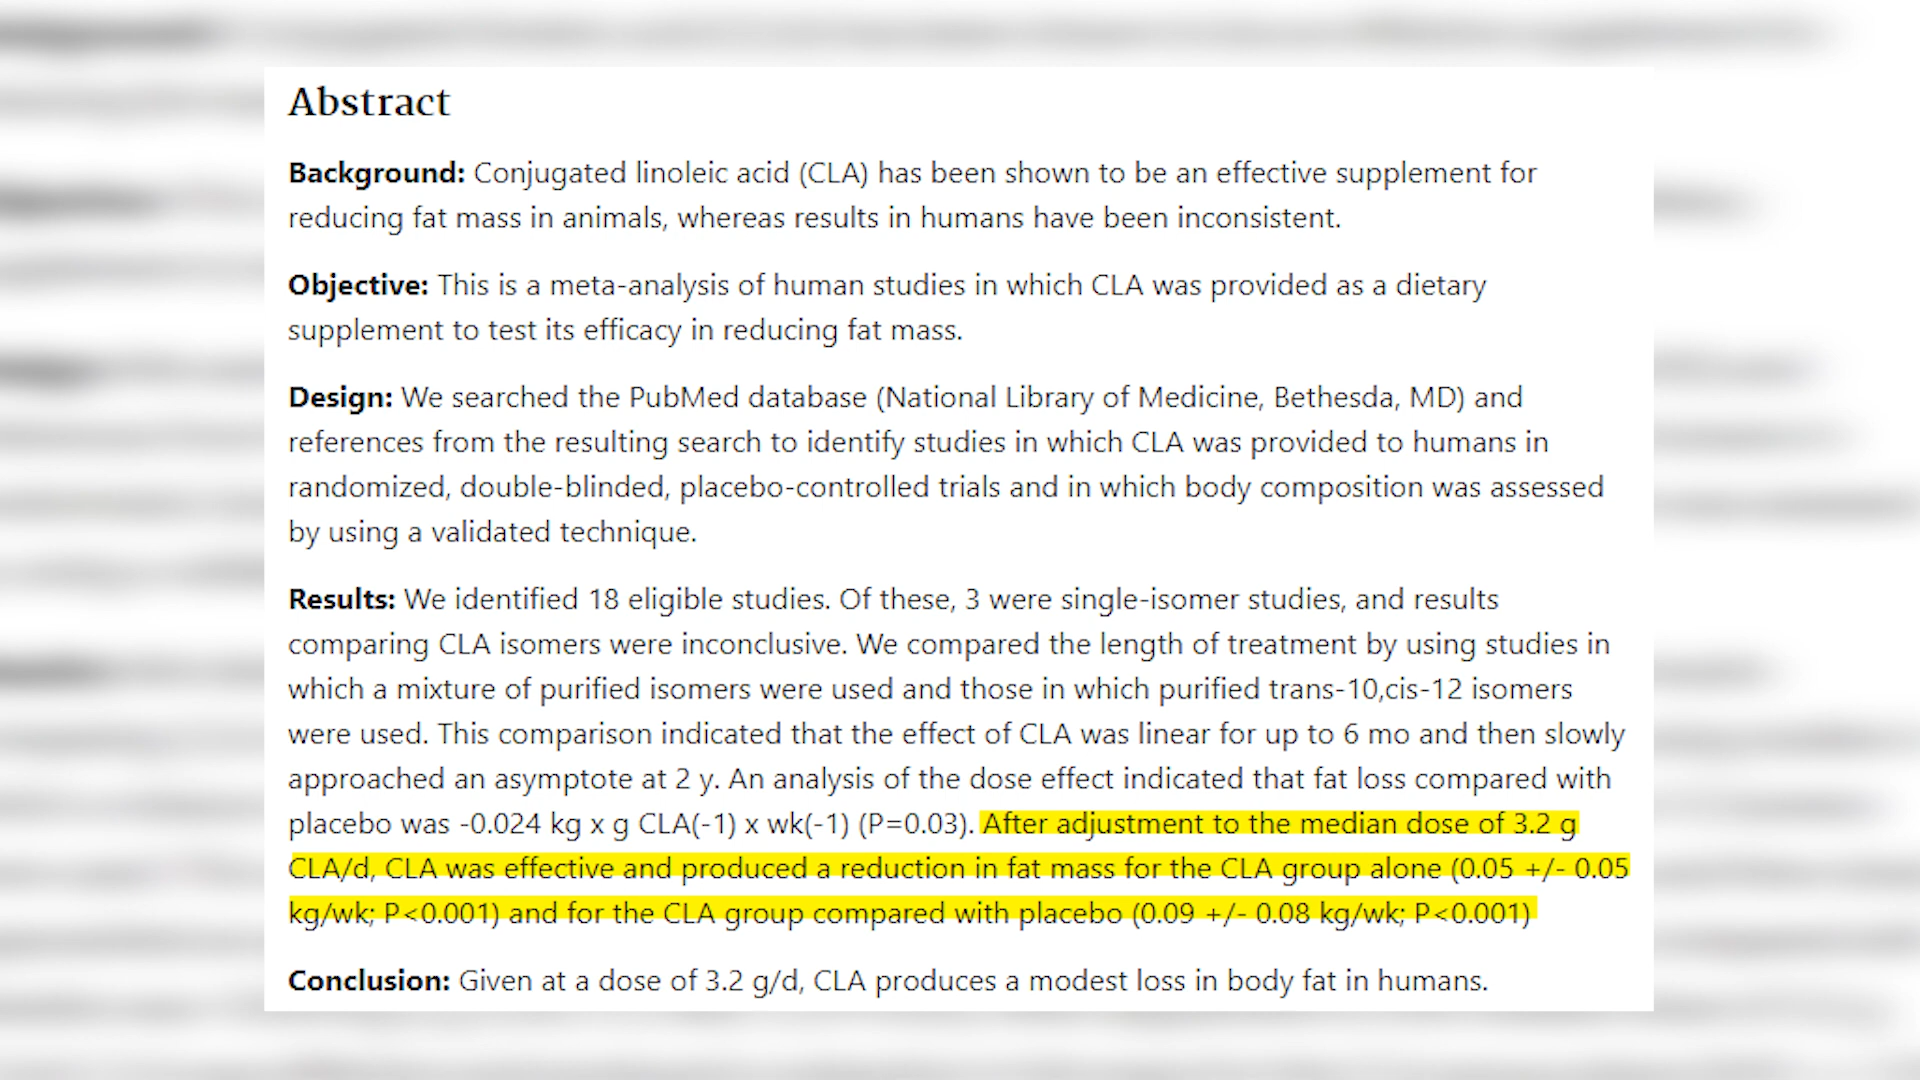 Abstract
Background: Conjugated linoleic acid (CLA) has been shown to be an effective supplement for
reducing fat mass in animals, whereas results in humans have been inconsistent.
Objective: This is a meta-analysis of human studies in which CLA was provided as a dietary
supplement to test its efficacy in reducing fat mass.
Design: We searched the PubMed database (National Library of Medicine, Bethesda, MD) and
references from the resulting search to identify studies in which CLA was provided to humans in
randomized, double-blinded, placebo-controlled trials and in which body composition was assessed
by using a validated technique.
Results: We identified 18 eligible studies. Of these, 3 were single-isomer studies, and results
comparing CLA isomers were inconclusive. We compared the length of treatment by using studies in
which a mixture of purified isomers were used and those in which purified trans-10,cis-12 isomers
were used. This comparison indicated that the effect of CLA was linear for up to 6 mo and then slowly
approached an asymptote at 2 y. An analysis of the dose effect indicated that fat loss compared with
placebo was -0.024 kg x g CLA(-1) x wk(-1) (P=0.03). After adjustment to the median dose of 3.2 g
CLA/d, CLA was effective and produced a reduction in fat mass for the CLA group alone (0.05 +/- 0.05
kg/wk; P<0.001) and for the CLA group compared with placebo (0.09 +/- 0.08 kg/wk; P<0.001)
Conclusion: Given at a dose of 3.2 g/d, CLA produces a modest loss in body fat in humans.